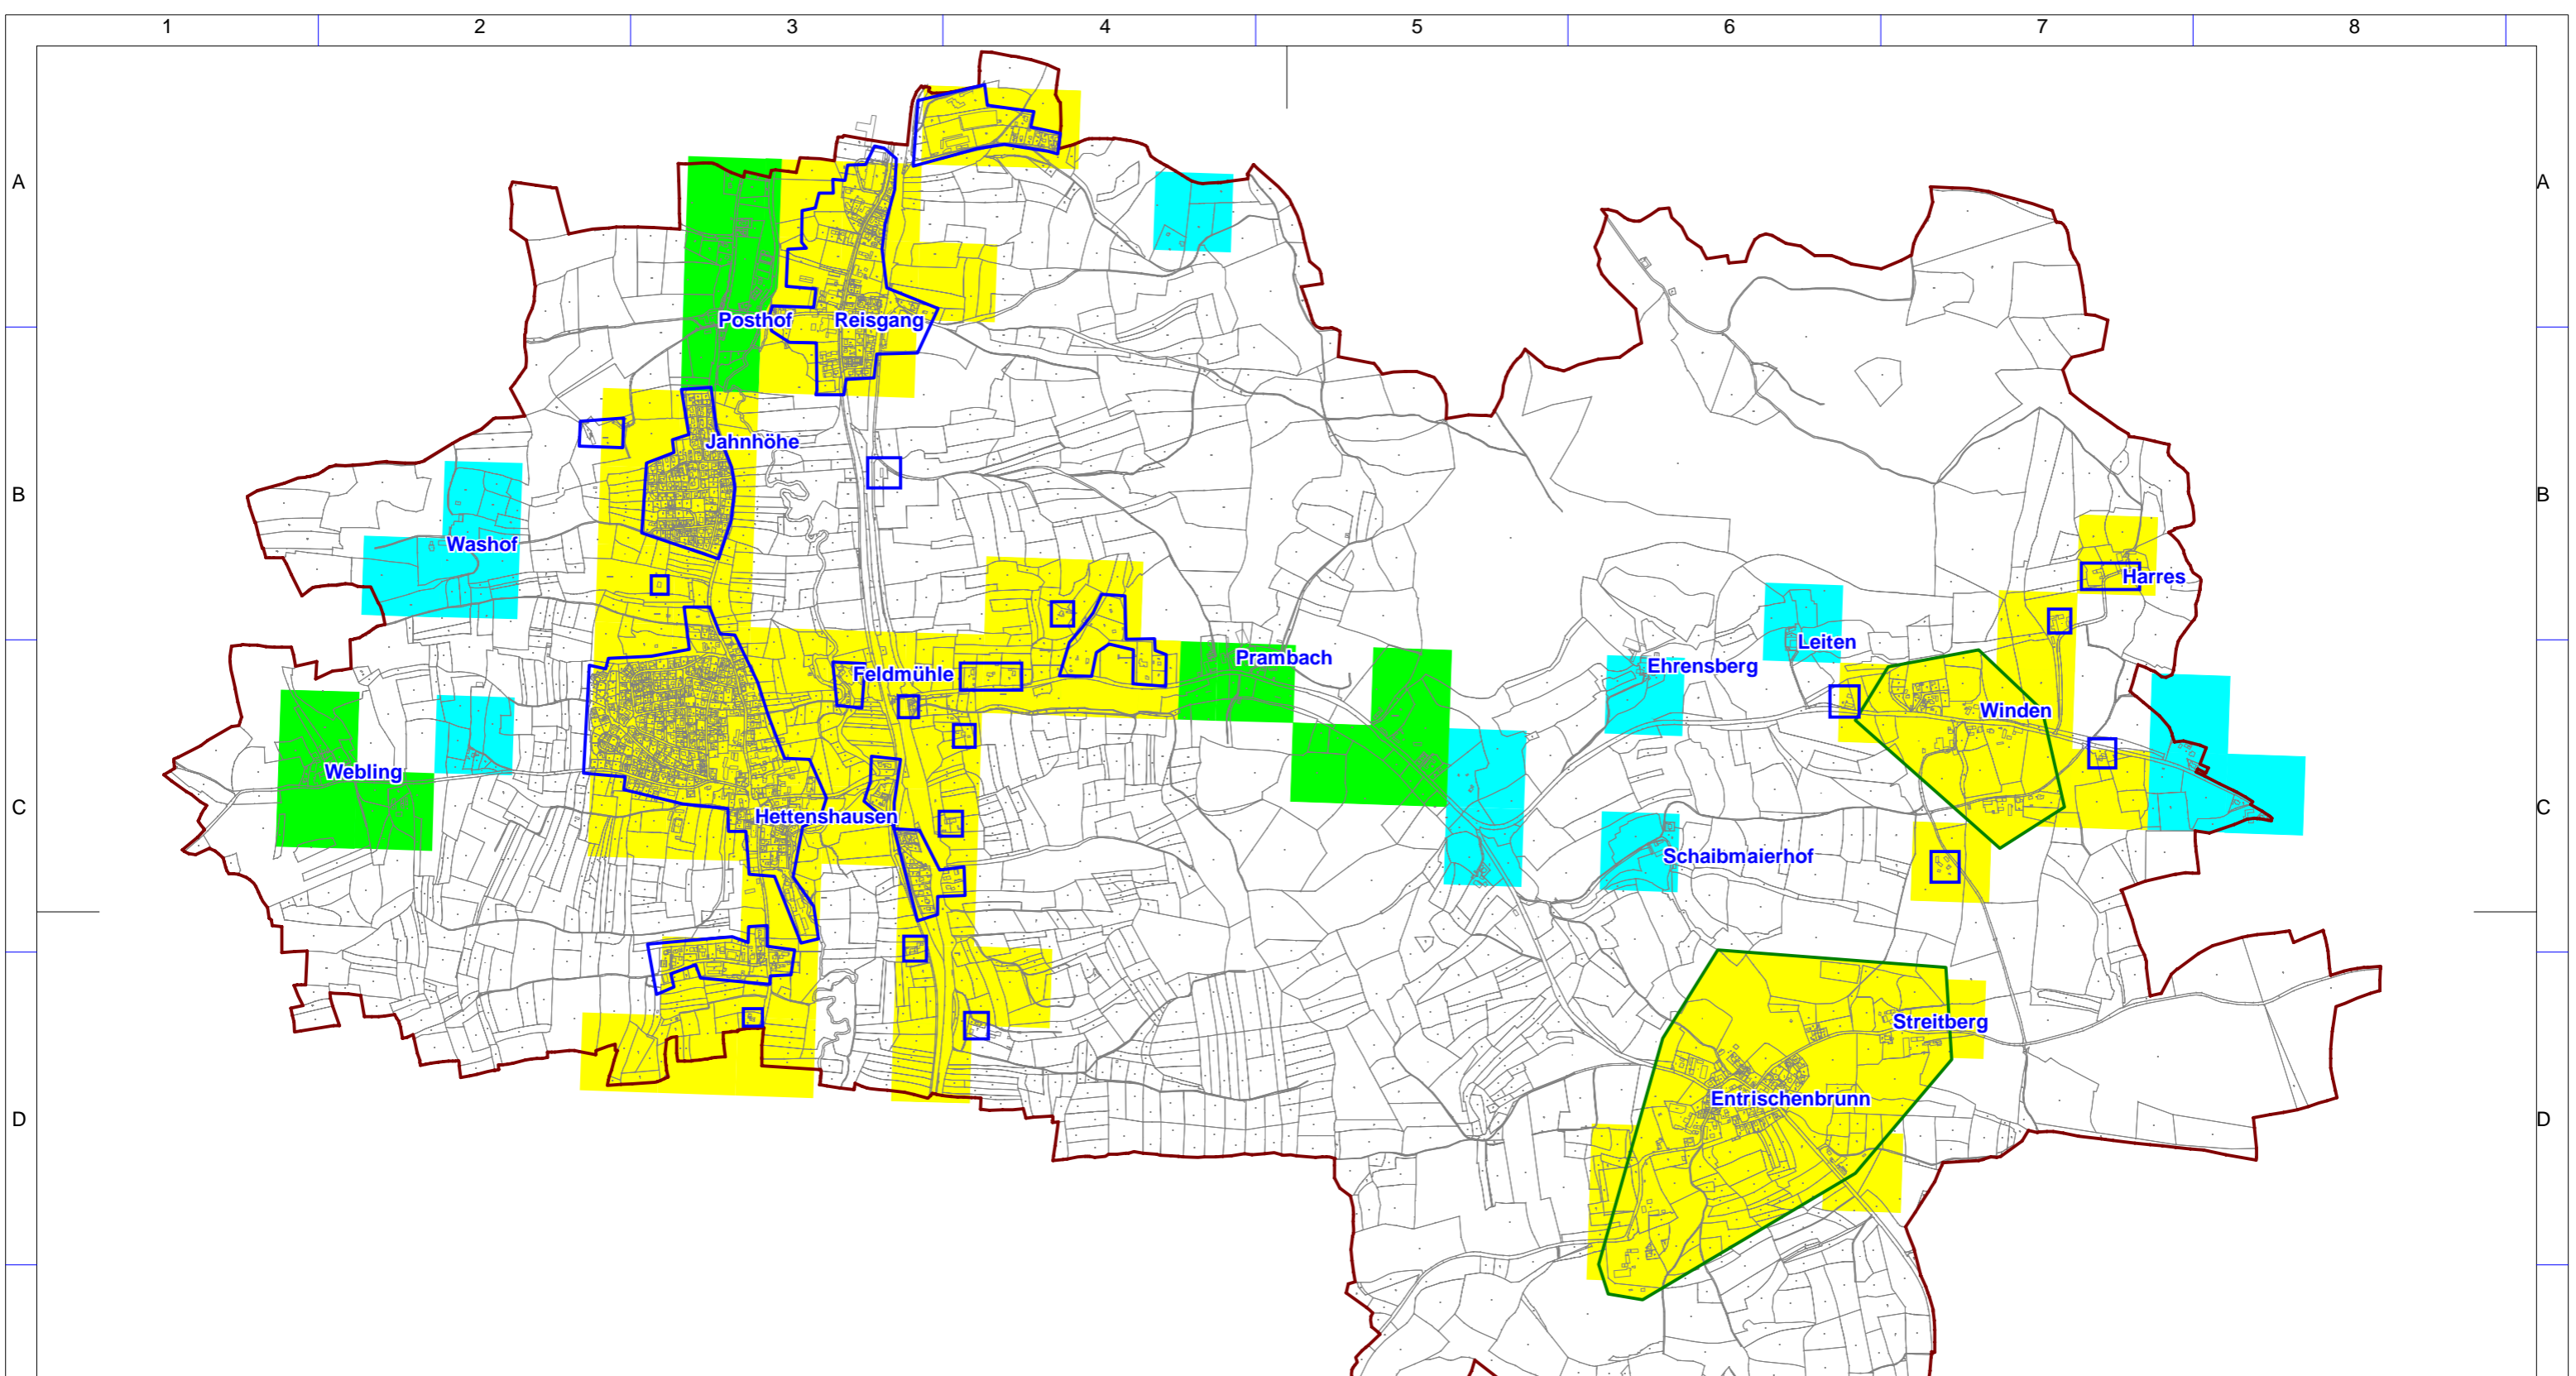 1 2 3 4 5 6 7 8
A A
Posthof Reisgang
Jahnhöhe
B B
Washof
Harres
Leiten
Prambach
Ehrensberg
Feldmühle
Winden
Webling
C C
Hettenshausen
Schaibmaierhof
Streitberg
Entrischenbrunn
D D